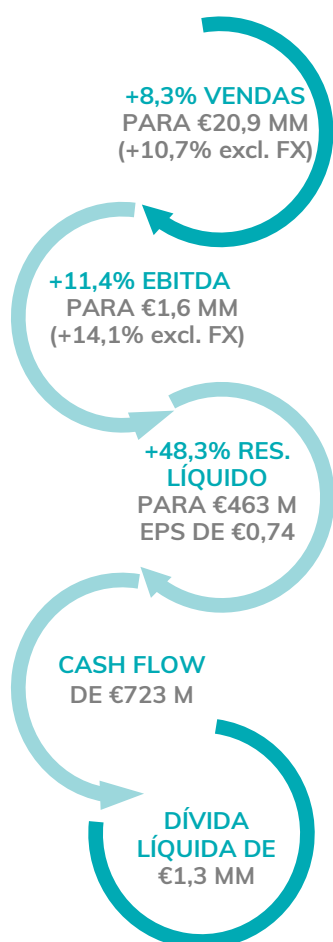 +8,3% VENDAS
PARA €20,9 MM
(+10,7% excl. FX)
+11,4% EBITDA
PARA €1,6 MM
(+14,1% excl. FX)
+48,3% RES.
LÍQUIDO
PARA €463 M
EPS DE €0,74
CASH FLOW
DE €723 M
DÍVIDA
LÍQUIDA DE
€1,3 MM